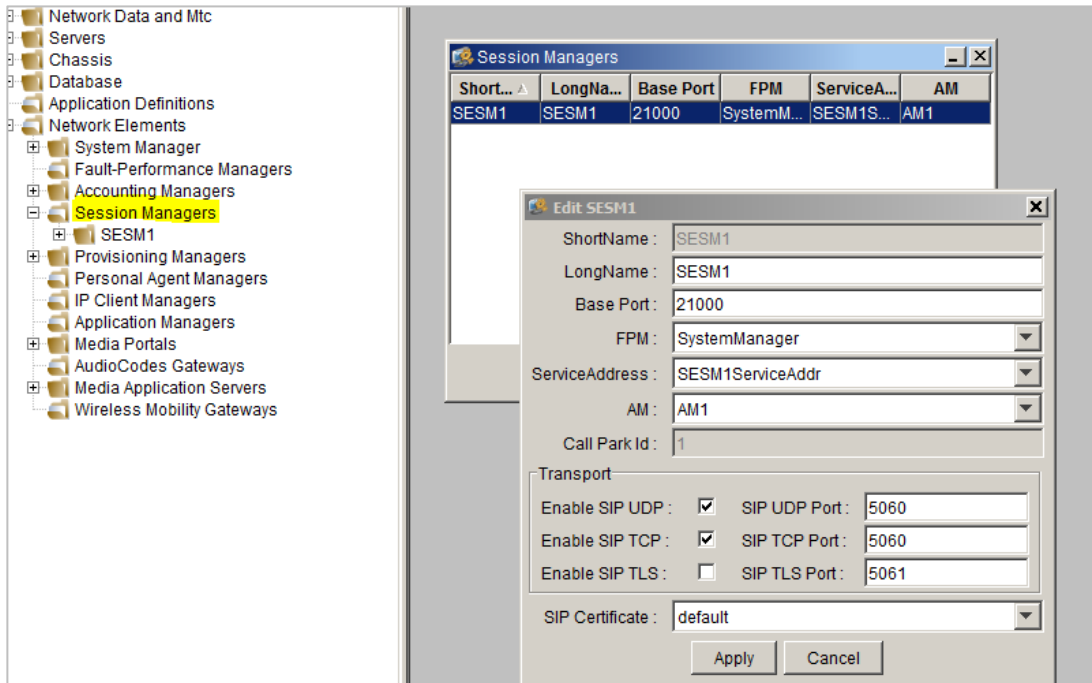 Network Data and Mtc
Servers
Chassis
Database
Application Definitions
Network Elements
System Manager
Fault-Performance Managers
Accounting Managers
Session Managers
SESM1
Provisioning Managers
Personal Agent Managers
IP Client Managers
Application Managers
Media Portals
AudioCodes Gateways
Media Application Servers
Wireless Mobility Gateways
Session Managers
Short... LongNa... Base Port FPM ServiceA... AM
SESM1 SESM1 21000 SystemM... SESM1S... AM1
Edit SESM1
ShortName : SESM1
LongName : SESM1
Base Port : 21000
FPM : SystemManager
ServiceAddress : SESM1ServiceAddr
AM : AM1
Call Park Id : 1
Transport
Enable SIP UDP : SIP UDP Port : 5060
Enable SIP TCP : SIP TCP Port : 5060
Enable SIP TLS : SIP TLS Port : 5061
SIP Certificate : default
Apply Cancel